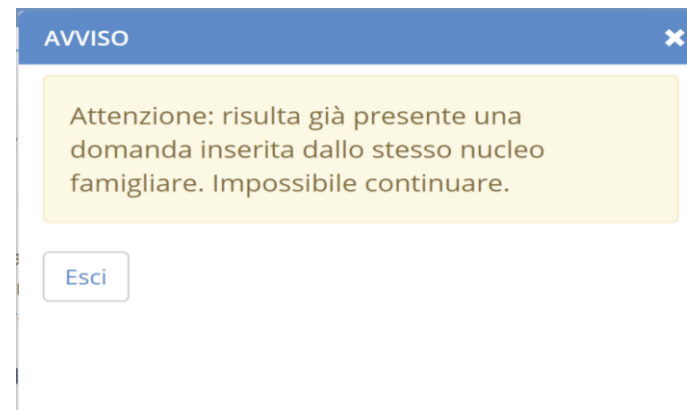 AVVISO
Attenzione: risulta già presente una
domanda inserita dallo stesso nucleo
famigliare. Impossibile continuare.
Esci